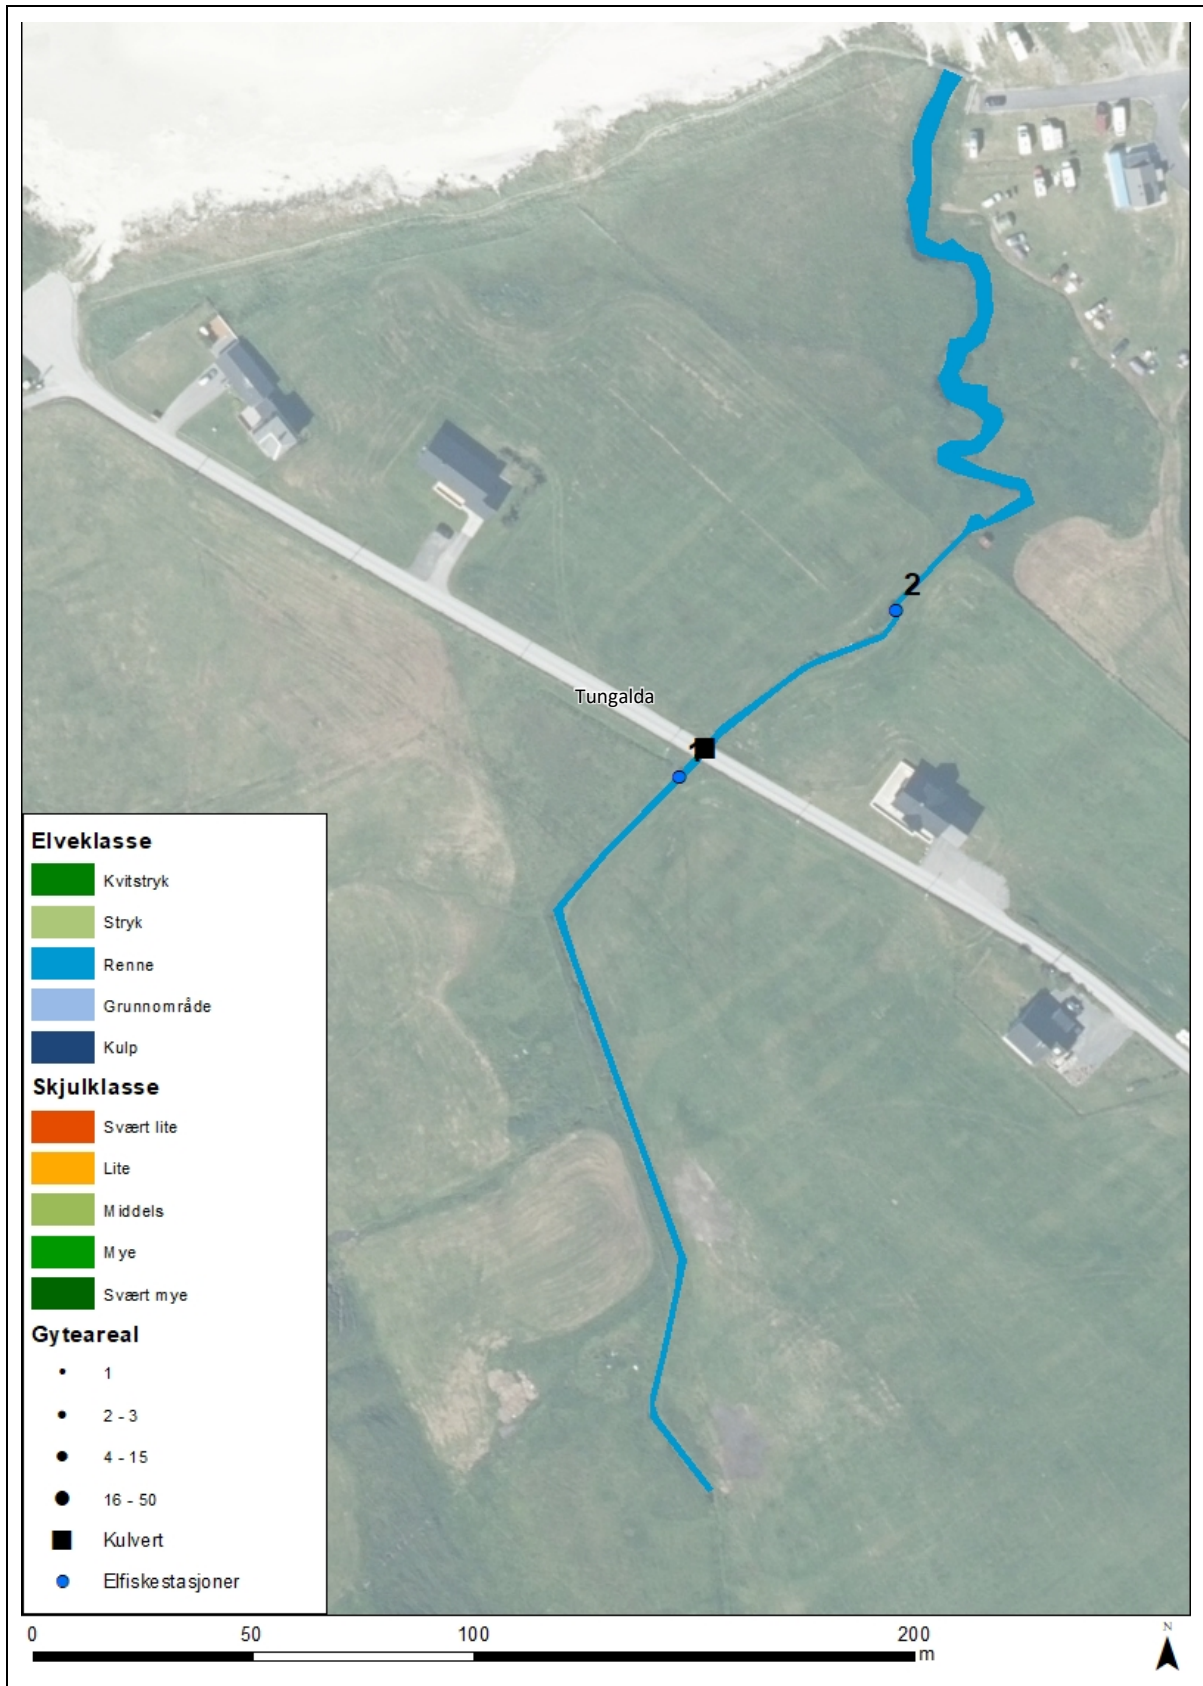 2
Tungalda
1
Elveklasse
Kvitstryk
Stryk
Renne
Grunnområde
Kulp
Skjulklasse
Svært lite
Lite
Middels
Mye
Svært mye
Gyteareal
1
2 - 3
4 - 15
16 - 50
Kulvert
Elfiskestasjoner
0 50 100 200
m
N